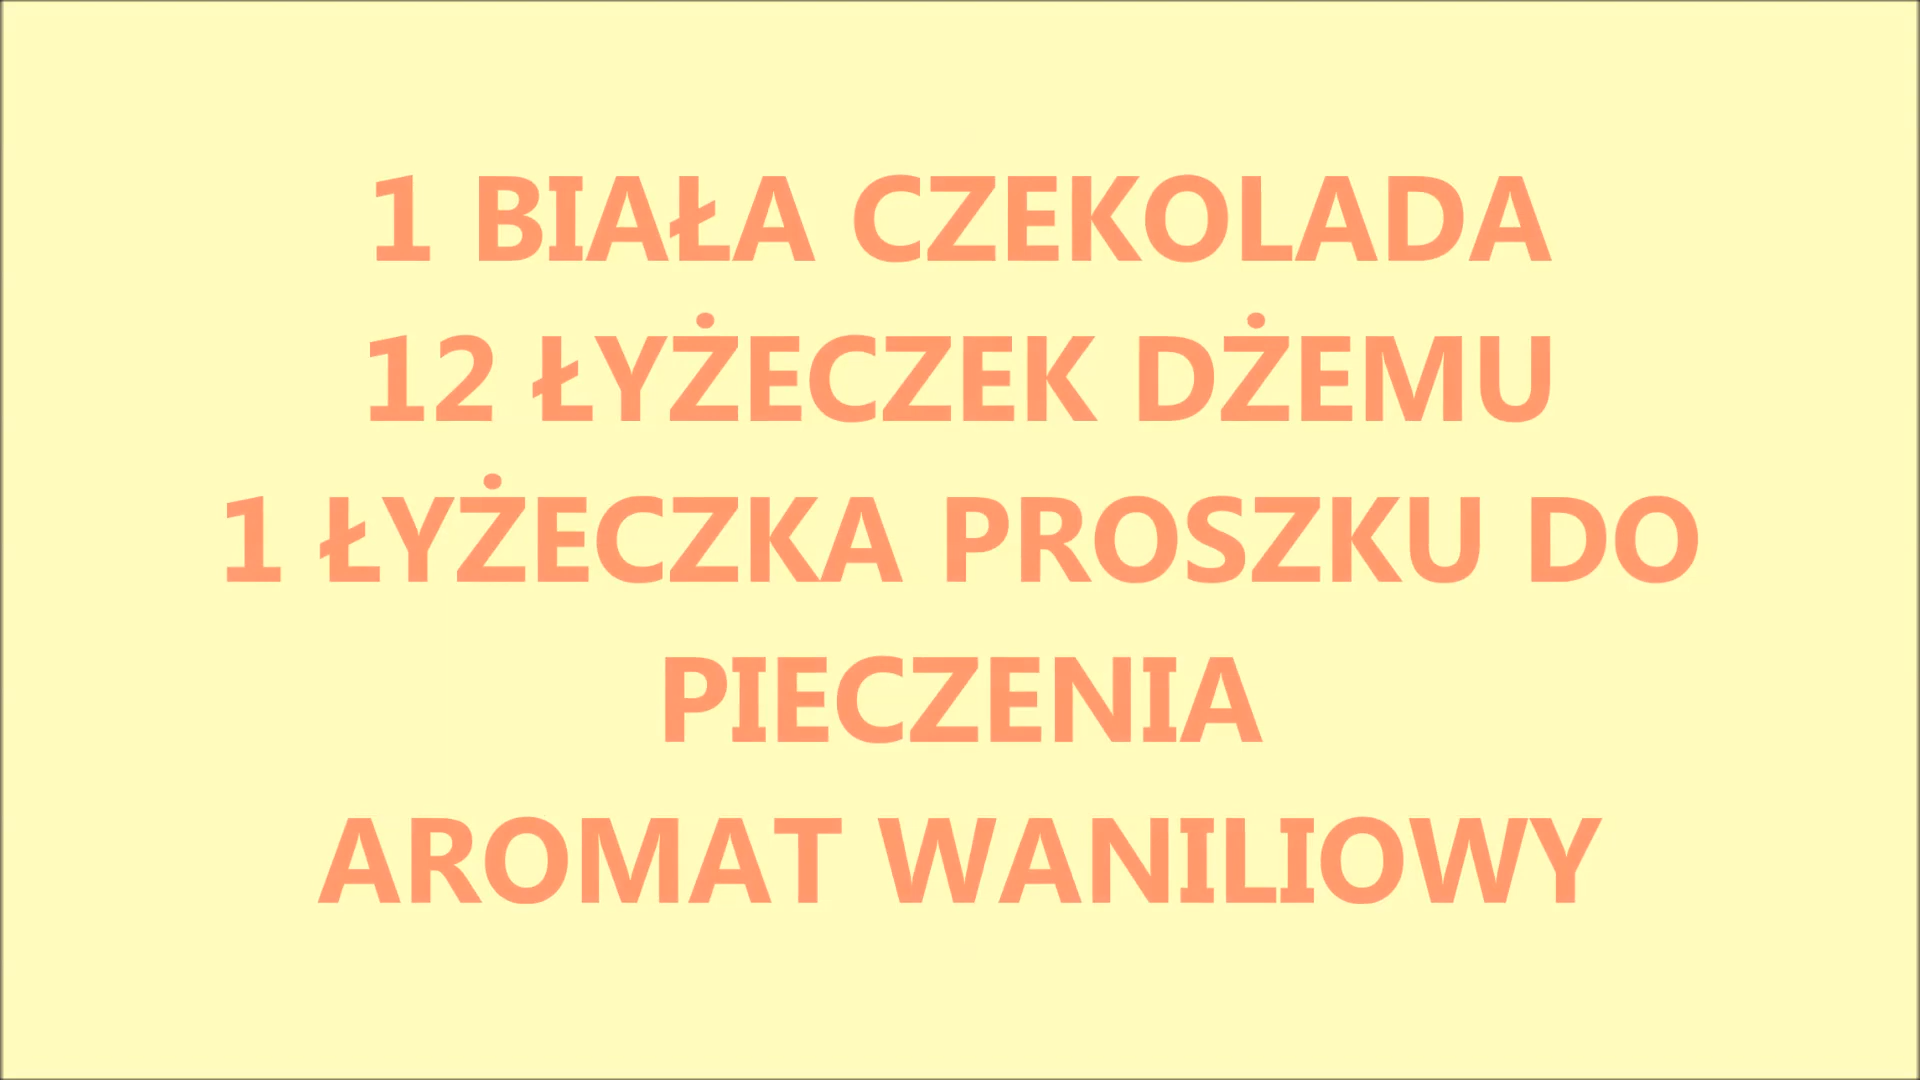 1 BIAŁA CZEKOLADA
12 ŁYŻECZEK DŻEMU
1 ŁYŻECZKA PROSZKU DO
PIECZENIA
AROMAT WANILIOWY